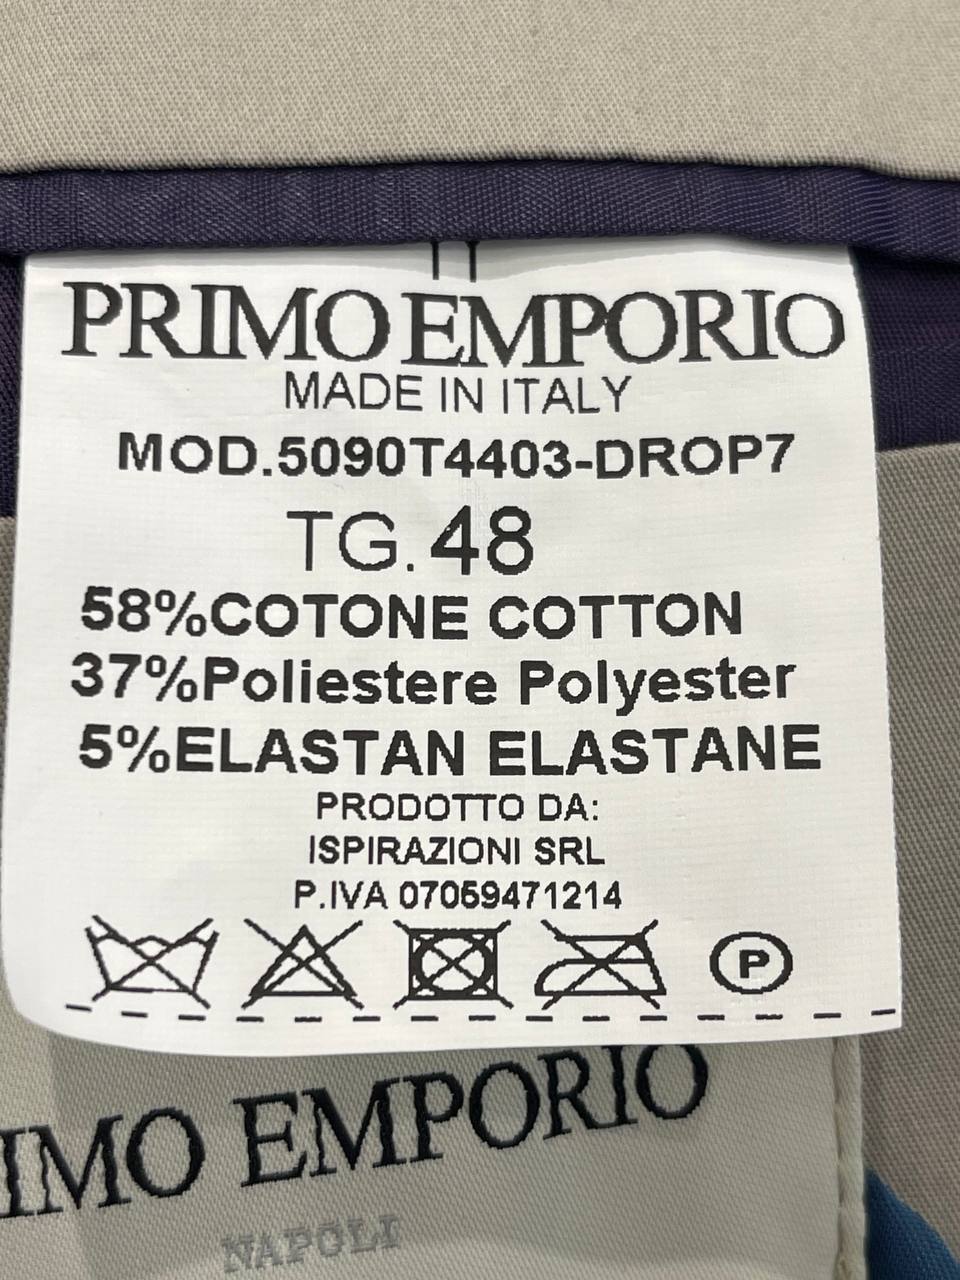 PRIMO EMPORIO
MADE IN ITALY
MOD.5090T4403-DROP7
TG. 48
58%COTONE COTTON
37%Poliestere Polyester
5%ELASTAN ELASTANE
PRODOTTO DA:
ISPIRAZIONI SRL
P.IVA 07069471214
P
IMO EMPORIO
NAPOLI